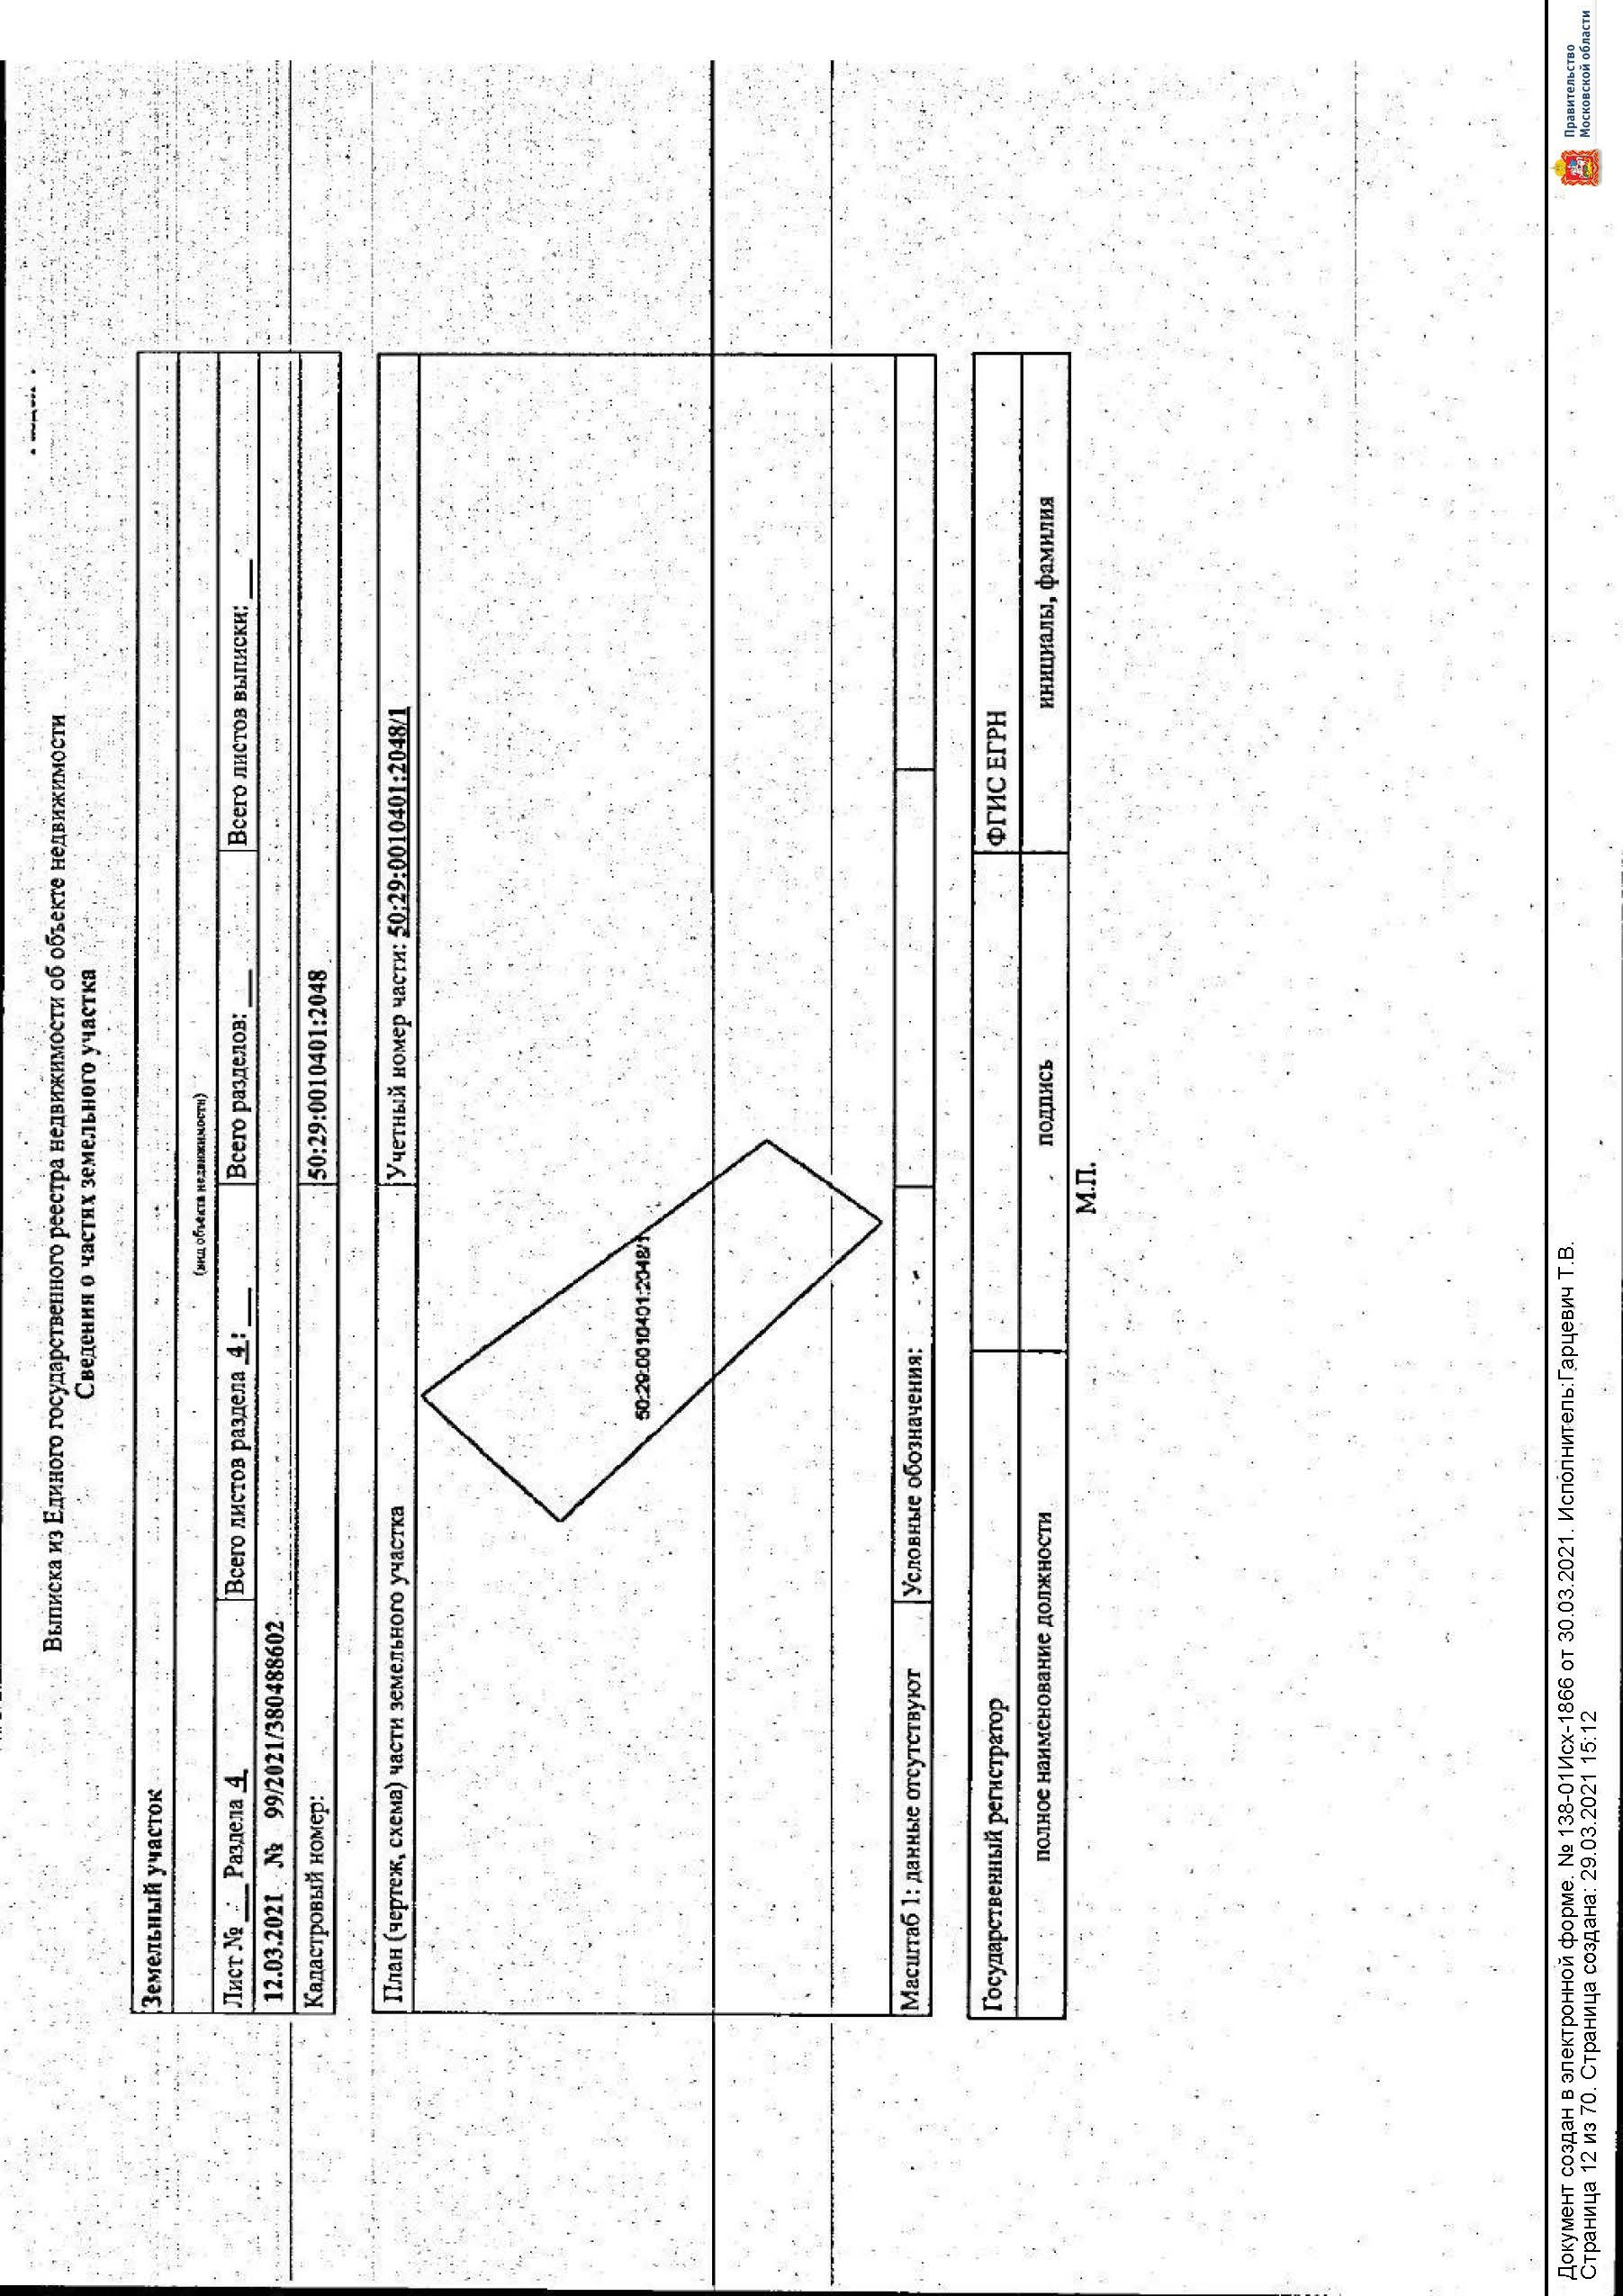 Выписка из Единого государственного реестра недвижимости об объекте недвижимости
Сведения о частях земельного участка
Земельный участок
(вид объекта недвижимости)
Лист № ___ Раздела 4 Всего листов раздела 4: ___ Всего разделов: ___ Всего листов выписки: ___
12.03.2021 № 99/2021/380488602
Кадастровый номер: 50:29:0010401:2048
План (чертеж, схема) части земельного участка Учетный номер части: 50:29:0010401:2048/1
50:29:0010401:2048/1
Масштаб 1: данные отсутствуют Условные обозначения:
Государственный регистратор ФГИС ЕГРН
полное наименование должности подпись инициалы, фамилия
М.П.
Документ создан в электронной форме. № 138-01Исх-1866 от 30.03.2021. Исполнитель:Гарцевич Т.В.
Страница 12 из 70. Страница создана: 29.03.2021 15:12
Правительство
Московской области